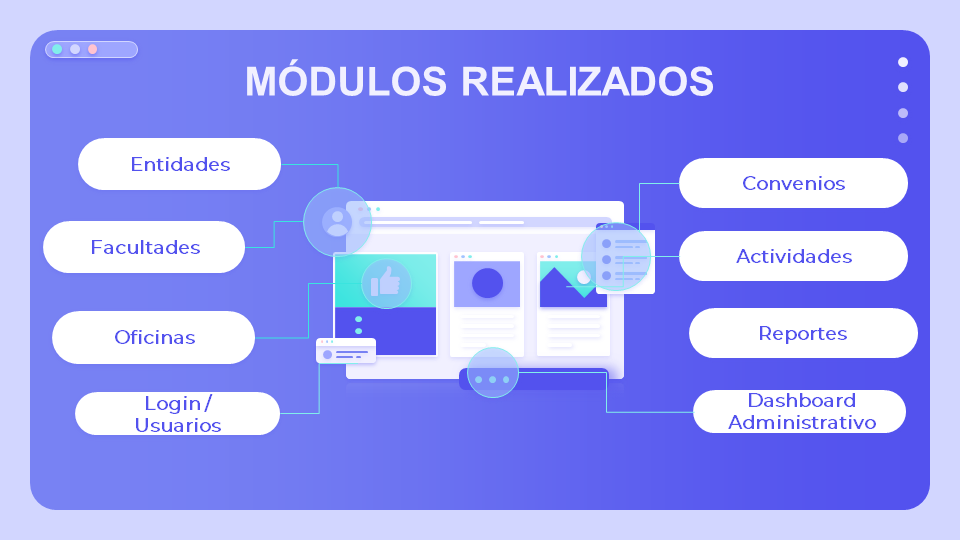 MÓDULOS REALIZADOS
Entidades
Facultades
Oficinas
Login/
Usuarios
Convenios
Actividades
Reportes
Dashboard
Administrativo